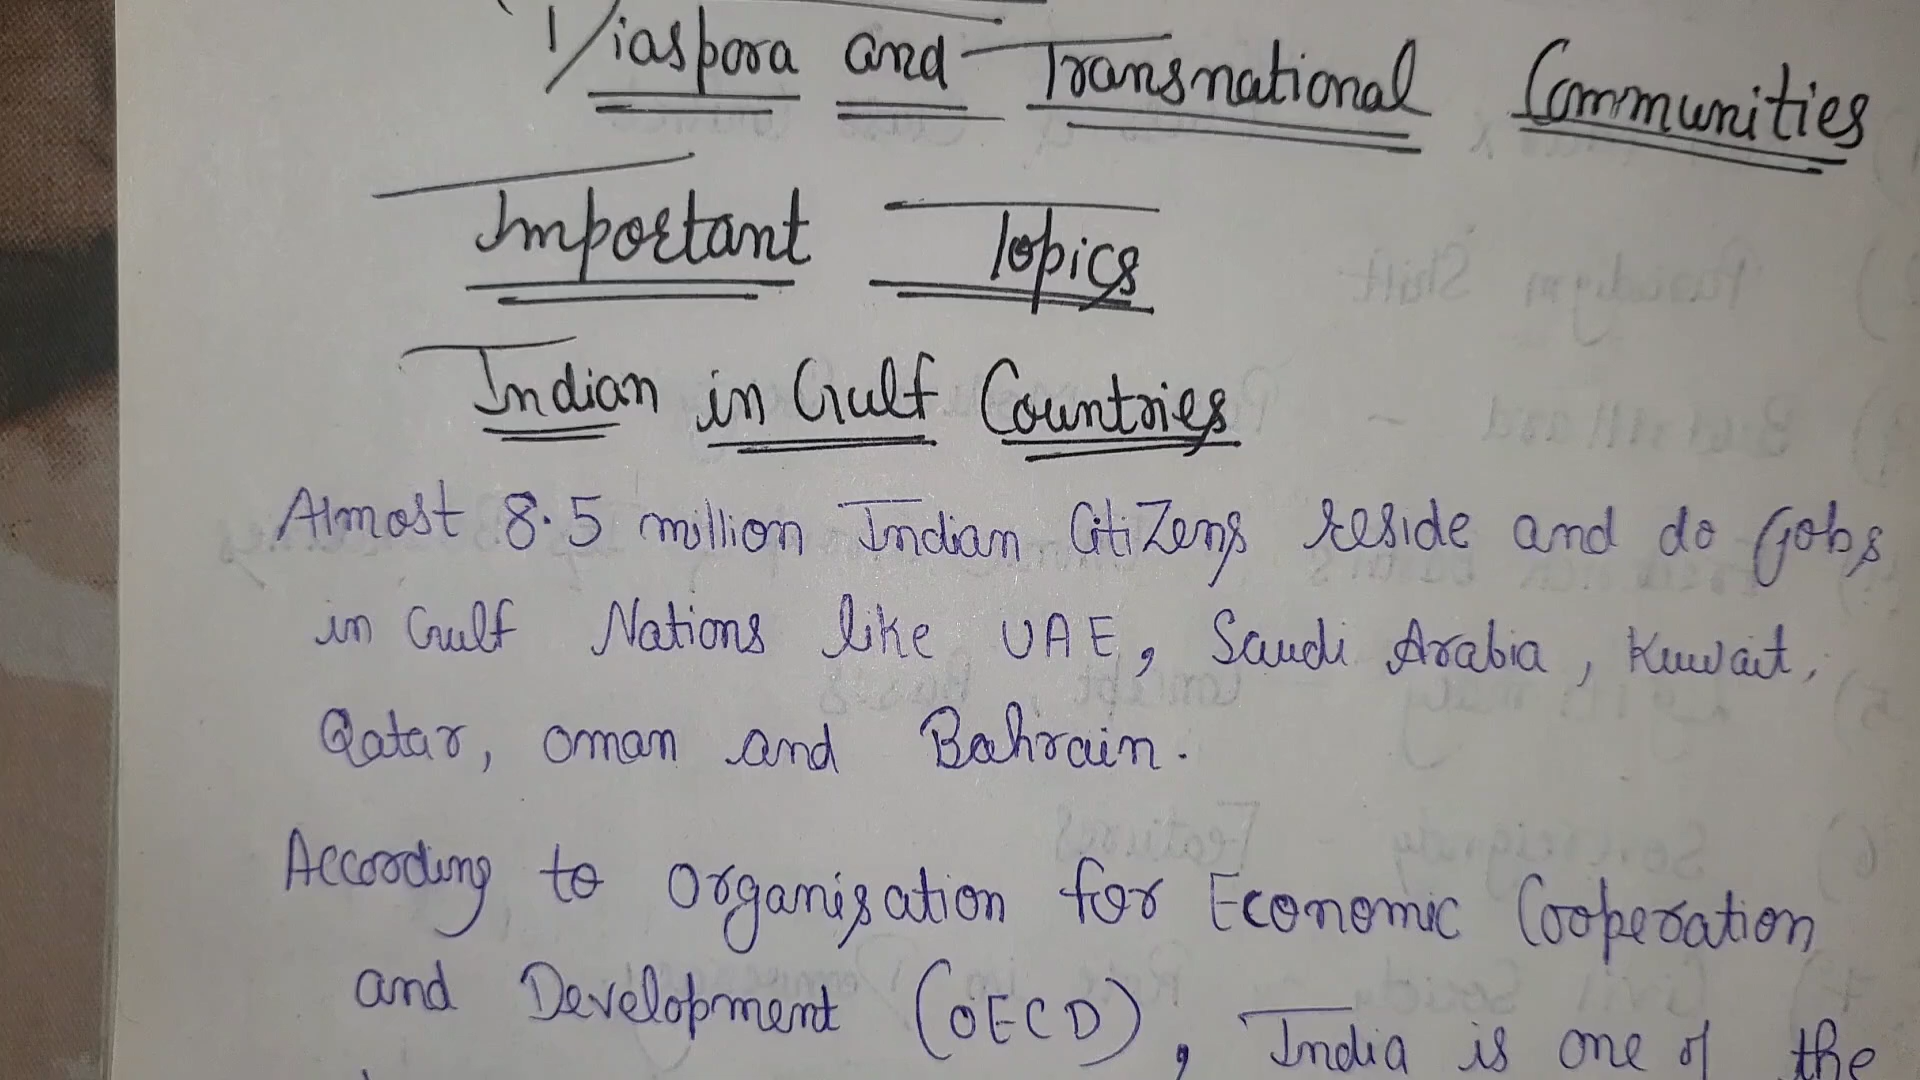 Diaspora and Transnational Communities
Important Topics
Indian in Gulf Countries
Almost 8.5 million Indian Citizens reside and do jobs
in Gulf Nations like UAE, Saudi Arabia, Kuwait,
Qatar, Oman and Bahrain.
According to Organisation for Economic Cooperation
and Development (OECD), India is one of the